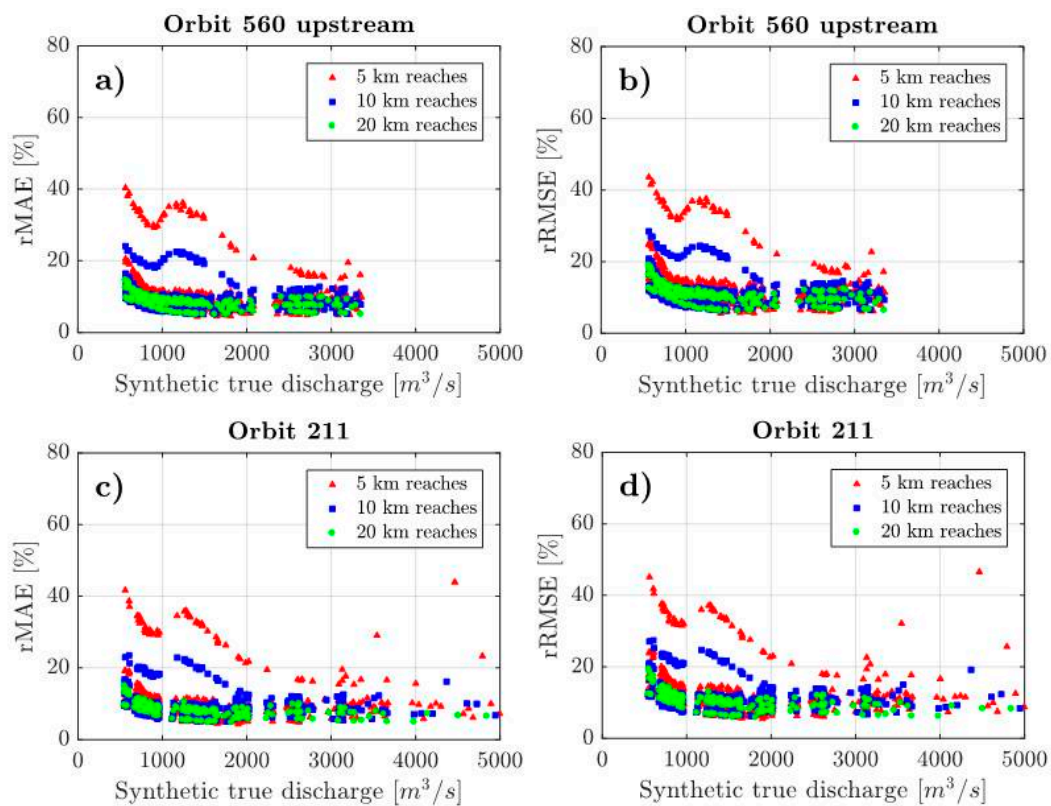 Orbit 560 upstream
80
60
40
20
0
rMAE [%]
a)
5 km reaches
10 km reaches
20 km reaches
0 1000 2000 3000 4000 5000
Synthetic true discharge [m³/s]
Orbit 560 upstream
80
60
40
20
0
rRMSE [%]
b)
5 km reaches
10 km reaches
20 km reaches
0 1000 2000 3000 4000 5000
Synthetic true discharge [m³/s]
Orbit 211
80
60
40
20
0
rMAE [%]
c)
5 km reaches
10 km reaches
20 km reaches
0 1000 2000 3000 4000 5000
Synthetic true discharge [m³/s]
Orbit 211
80
60
40
20
0
rRMSE [%]
d)
5 km reaches
10 km reaches
20 km reaches
0 1000 2000 3000 4000 5000
Synthetic true discharge [m³/s]